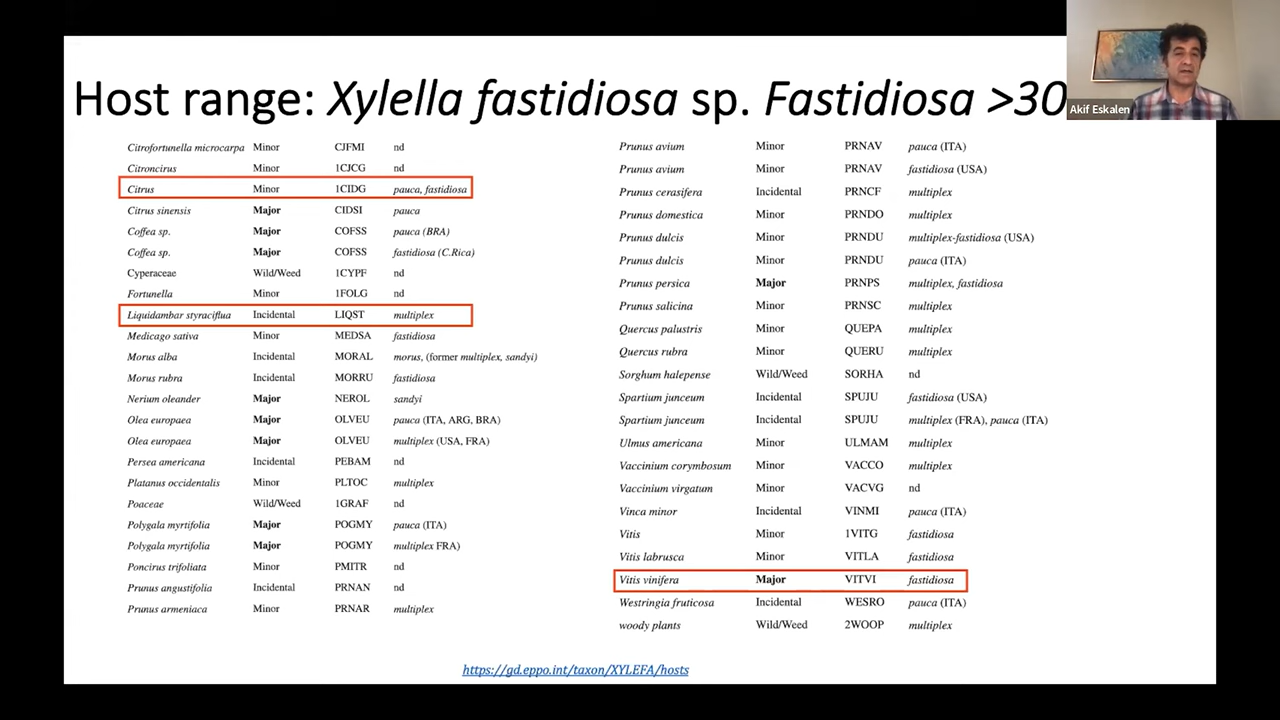 Host range: Xylella fastidiosa sp. Fastidiosa >30
Akif Eskalen
Citrofortunella microcarpa Minor CJFMI nd
Citroncirus Minor 1CJCG nd
Citrus Minor 1CIDG pauca, fastidiosa
Citrus sinensis Major CIDSI pauca
Coffea sp. Major COFSS pauca (BRA)
Coffea sp. Major COFSS fastidiosa (C.Rica)
Cyperaceae Wild/Weed 1CYPF nd
Fortunella Minor 1FOLG nd
Liquidambar styraciflua Incidental LIQST multiplex
Medicago sativa Minor MEDSA fastidiosa
Morus alba Incidental MORAL morus, (former multiplex, sandyi)
Morus rubra Incidental MORRU fastidiosa
Nerium oleander Major NEROL sandyi
Olea europaea Major OLVEU pauca (ITA, ARG, BRA)
Olea europaea Major OLVEU multiplex (USA, FRA)
Persea americana Incidental PEBAM nd
Platanus occidentalis Minor PLTOC multiplex
Poaceae Wild/Weed 1GRAF nd
Polygala myrtifolia Major POGMY pauca (ITA)
Polygala myrtifolia Major POGMY multiplex FRA)
Poncirus trifoliata Minor PMITR nd
Prunus angustifolia Incidental PRNAN nd
Prunus armeniaca Minor PRNAR multiplex
Prunus avium Minor PRNAV pauca (ITA)
Prunus avium Minor PRNAV fastidiosa (USA)
Prunus cerasifera Incidental PRNCF multiplex
Prunus domestica Minor PRNDO multiplex
Prunus dulcis Minor PRNDU multiplex-fastidiosa (USA)
Prunus dulcis Minor PRNDU pauca (ITA)
Prunus persica Major PRNPS multiplex, fastidiosa
Prunus salicina Minor PRNSC multiplex
Quercus palustris Minor QUEPA multiplex
Quercus rubra Minor QUERU multiplex
Sorghum halepense Wild/Weed SORHA nd
Spartium junceum Incidental SPUJU fastidiosa (USA)
Spartium junceum Incidental SPUJU multiplex (FRA), pauca (ITA)
Ulmus americana Minor ULMAM multiplex
Vaccinium corymbosum Minor VACCO multiplex
Vaccinium virgatum Minor VACVG nd
Vinca minor Incidental VINMI pauca (ITA)
Vitis Minor 1VITG fastidiosa
Vitis labrusca Minor VITLA fastidiosa
Vitis vinifera Major VITVI fastidiosa
Westringia fruticosa Incidental WESRO pauca (ITA)
woody plants Wild/Weed 2WOOP multiplex
https://gd.eppo.int/taxon/XYLEFA/hosts